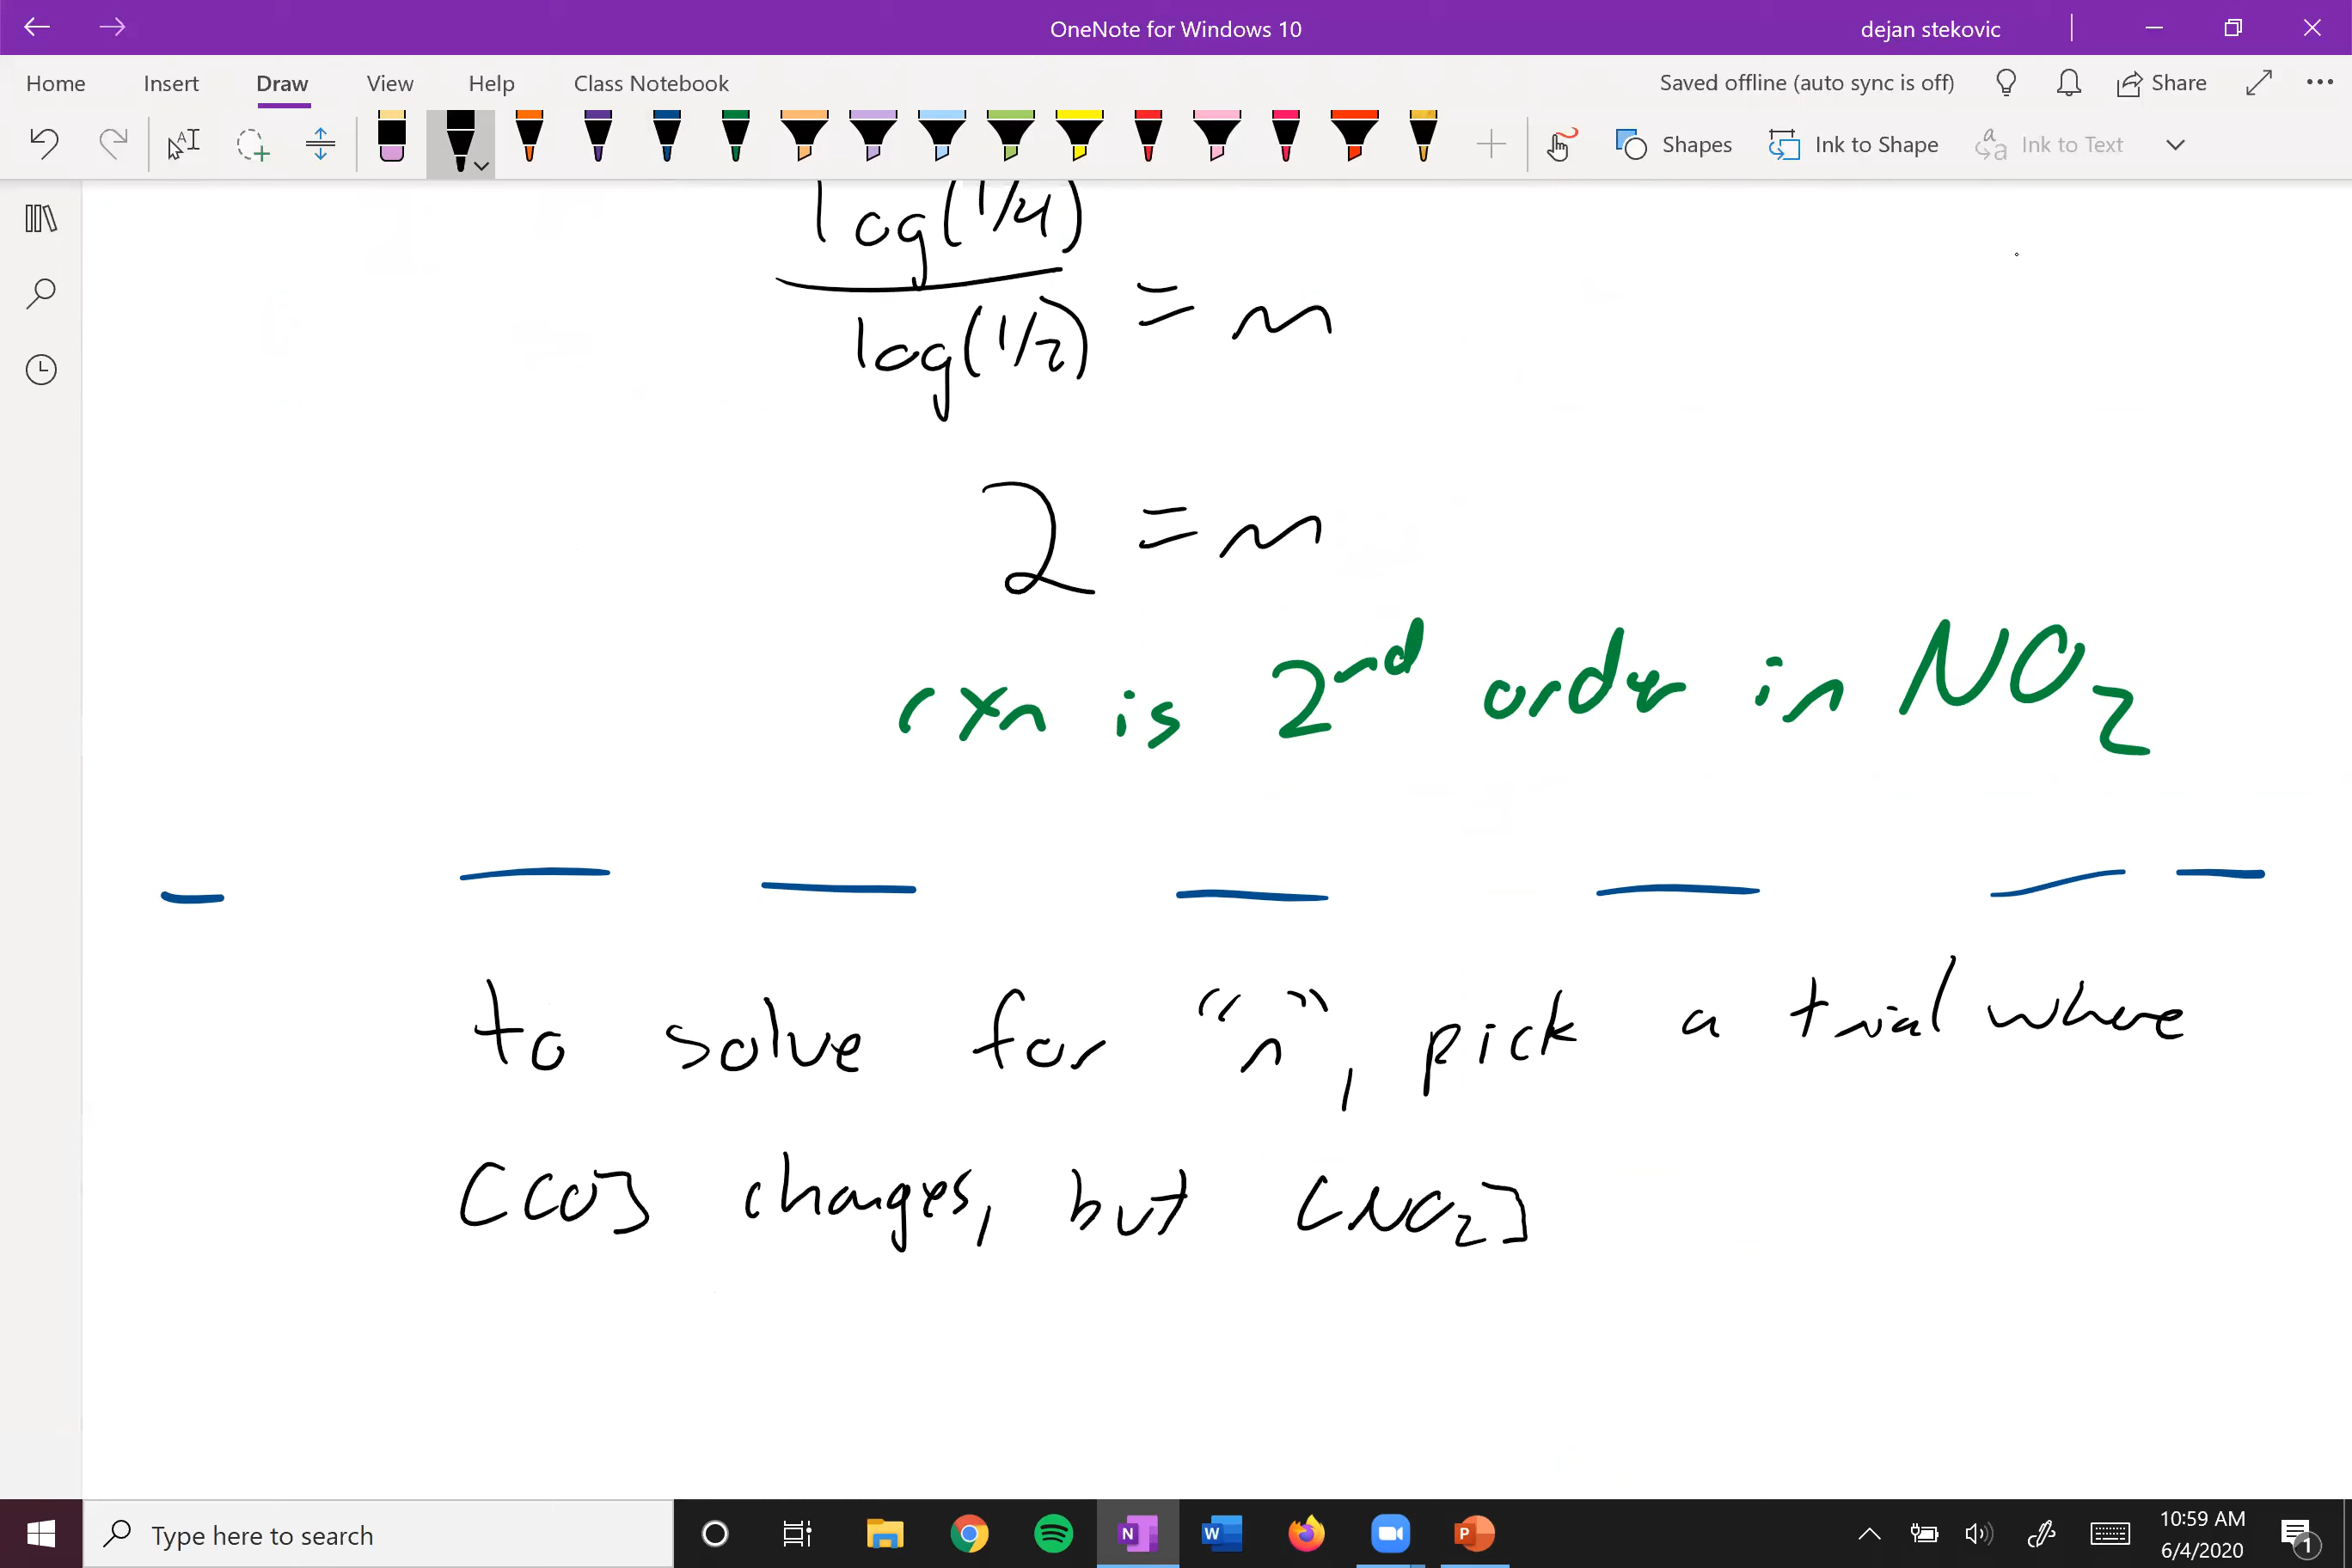 OneNote for Windows 10
dejan stekovic
Home Insert Draw View Help Class Notebook
Saved offline (auto sync is off) Share
Shapes Ink to Shape Ink to Text
log(1/4)
log(1/2) = m
2 = m
rxn is 2nd order in NO2
to solve for "n", pick a trial where
[CO] changes, but [NO2]
Type here to search
N
W
P
10:59 AM
6/4/2020
1